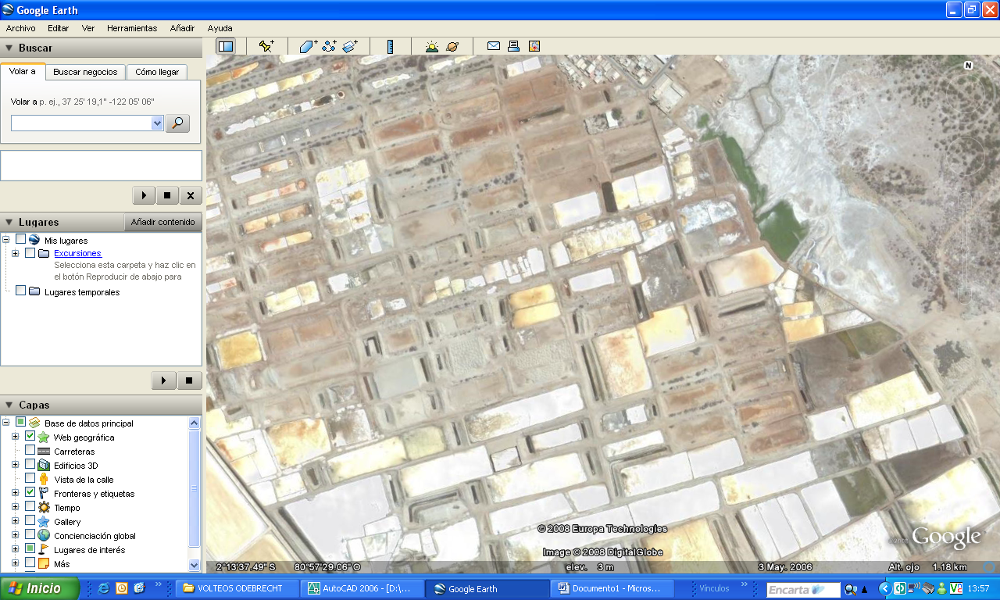 Google Earth
Archivo Editar Ver Herramientas Añadir Ayuda
Buscar
Volar a Buscar negocios Cómo llegar
Volar a p. ej., 37 25' 19,1" -122 05' 06"
Lugares Añadir contenido
Mis lugares
Excursiones
Selecciona esta carpeta y haz clic en
el botón Reproducir de abajo para
Lugares temporales
Capas
Base de datos principal
Web geográfica
Carreteras
Edificios 3D
Vista de la calle
Fronteras y etiquetas
Tiempo
Gallery
Concienciación global
Lugares de interés
Más
N
© 2008 Europa Technologies
Image © 2008 DigitalGlobe
Google
2°13'37.49" S 80°57'29.06" O elev. 3 m 3 May. 2006 Alt. ojo 1.18 km
Inicio VOLTEOS ODEBRECHT AutoCAD 2006 - [D:\... Google Earth Documento1 - Micros... Vínculos Encarta 13:57